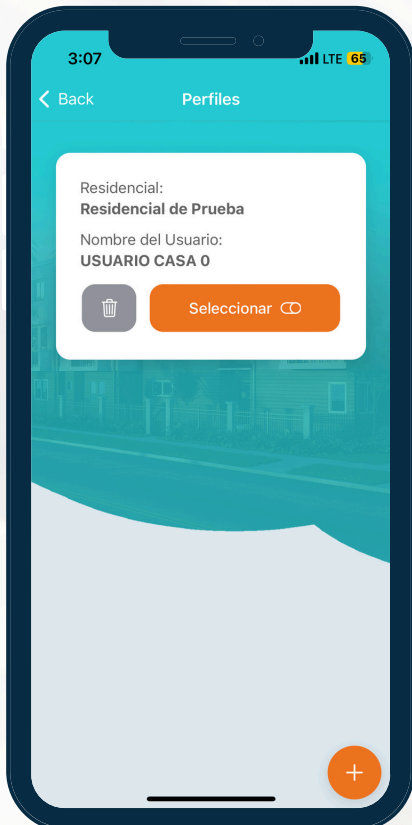 3:07 LTE 65
Back Perfiles
Residencial:
Residencial de Prueba
Nombre del Usuario:
USUARIO CASA 0
Seleccionar
+